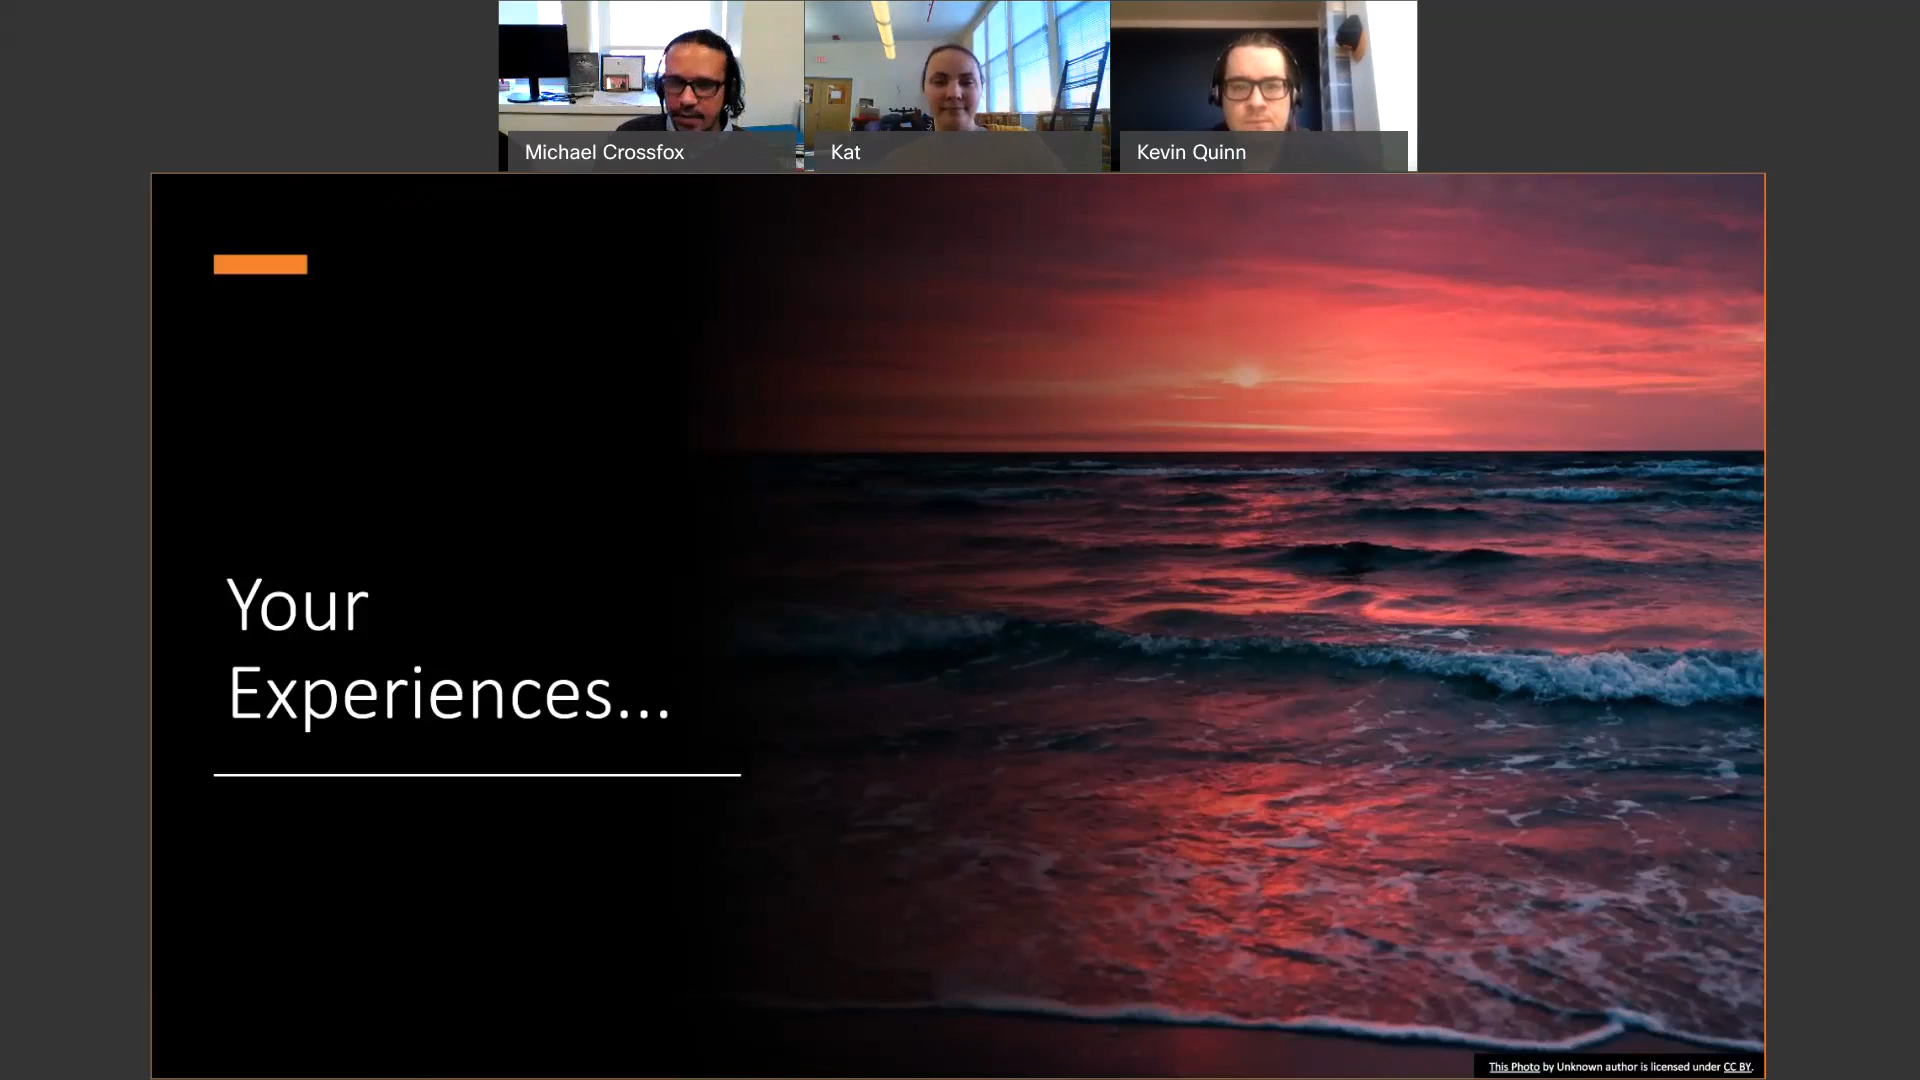 Michael Crossfox
Kat
Kevin Quinn
Your
Experiences...
This Photo by Unknown author is licensed under CC BY.